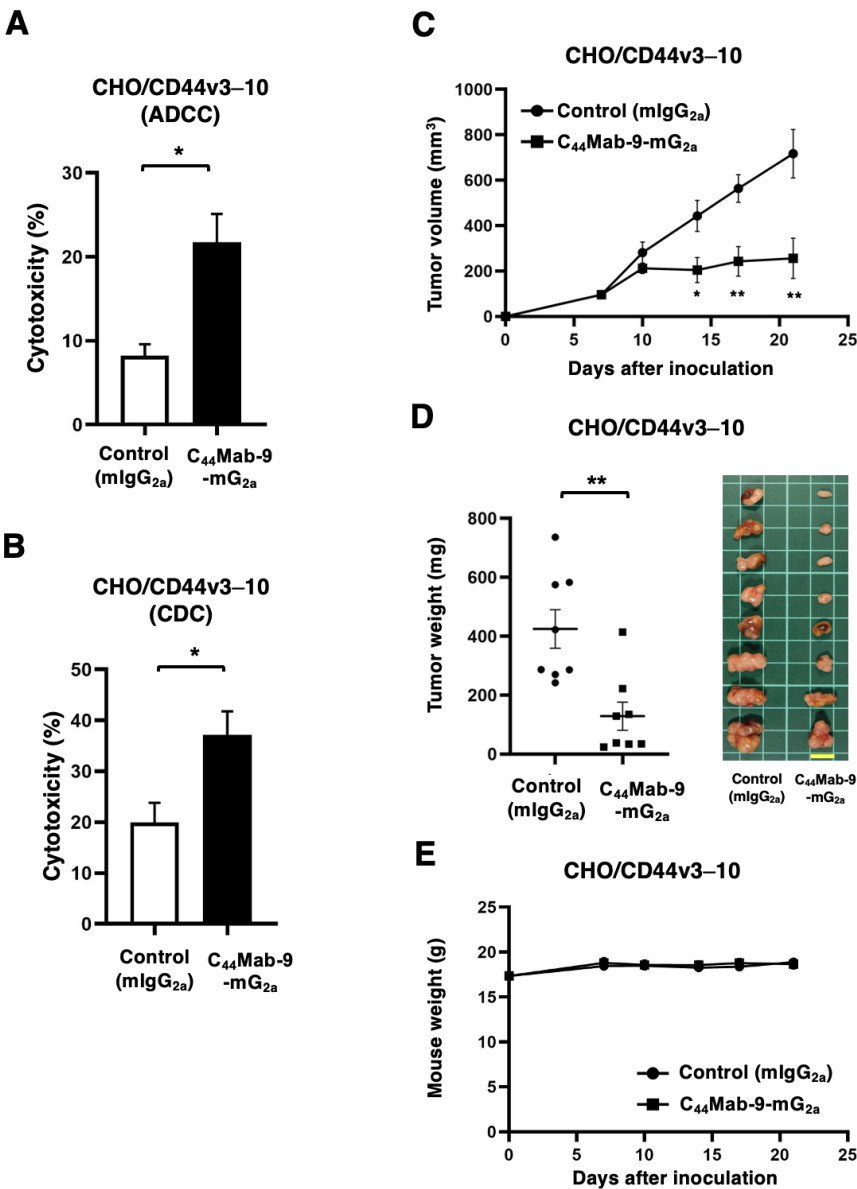 A
CHO/CD44v3–10
(ADCC)
*
30
20
10
0
Cytotoxicity (%)
Control
(mIgG2a)
C44Mab-9
-mG2a
B
CHO/CD44v3–10
(CDC)
*
50
40
30
20
10
0
Cytotoxicity (%)
Control
(mIgG2a)
C44Mab-9
-mG2a
C
CHO/CD44v3–10
1000
800
600
400
200
0
Tumor volume (mm³)
Control (mIgG2a)
C44Mab-9-mG2a
* ** **
0 5 10 15 20 25
Days after inoculation
D
CHO/CD44v3–10
**
800
600
400
200
0
Tumor weight (mg)
Control
(mIgG2a)
C44Mab-9
-mG2a
Control
(mIgG2a)
C44Mab-9
-mG2a
E
CHO/CD44v3–10
25
20
15
10
5
0
Mouse weight (g)
Control (mIgG2a)
C44Mab-9-mG2a
0 5 10 15 20 25
Days after inoculation